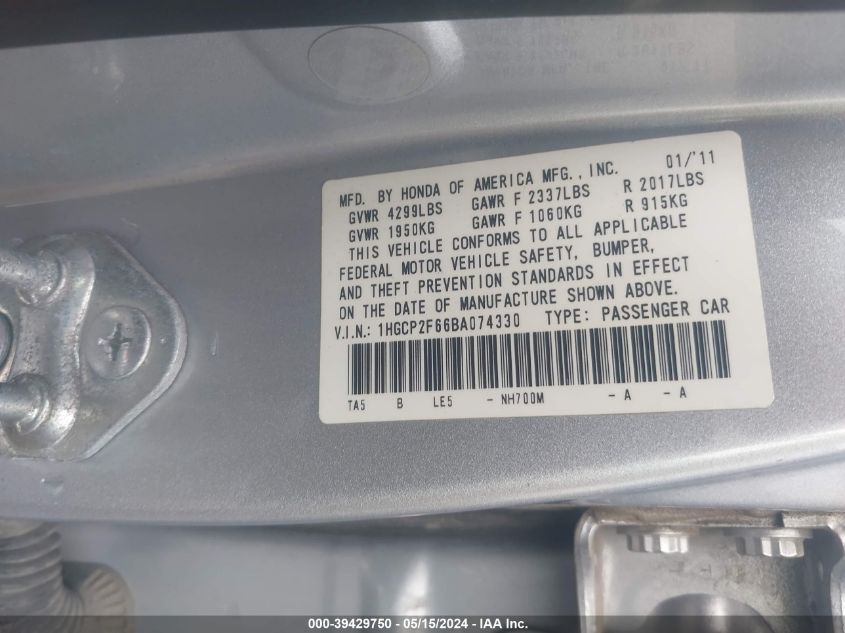 MFD. BY HONDA OF AMERICA MFG., INC. 01/'11
GVWR 4299LBS GAWR F 2337LBS R 2017LBS
GVWR 1950KG GAWR F 1060KG R 915KG
THIS VEHICLE CONFORMS TO ALL APPLICABLE
FEDERAL MOTOR VEHICLE SAFETY, BUMPER,
AND THEFT PREVENTION STANDARDS IN EFFECT
ON THE DATE OF MANUFACTURE SHOWN ABOVE.
V.I.N.: 1HGCP2F66BA074330 TYPE: PASSENGER CAR
TA5 B LE5 - NH700M - A - A
000-39429750 - 05/15/2024 - IAA Inc.